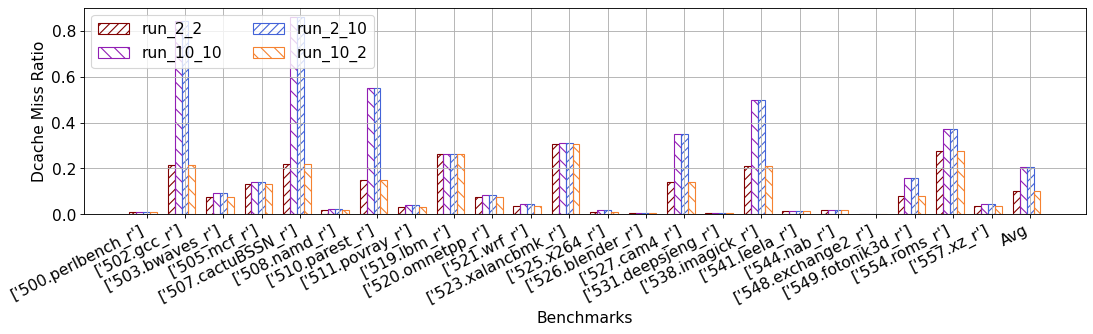 run_2_2
run_10_10
run_2_10
run_10_2
Dcache Miss Ratio
0.8
0.6
0.4
0.2
0.0
['500.perlbench_r']
['502.gcc_r']
['503.bwaves_r']
['505.mcf_r']
['507.cactuBSSN_r']
['508.namd_r']
['510.parest_r']
['511.povray_r']
['519.lbm_r']
['520.omnetpp_r']
['521.wrf_r']
['523.xalancbmk_r']
['525.x264_r']
['526.blender_r']
['527.cam4_r']
['531.deepsjeng_r']
['538.imagick_r']
['541.leela_r']
['544.nab_r']
['548.exchange2_r']
['549.fotonik3d_r']
['554.roms_r']
['557.xz_r']
Avg
Benchmarks